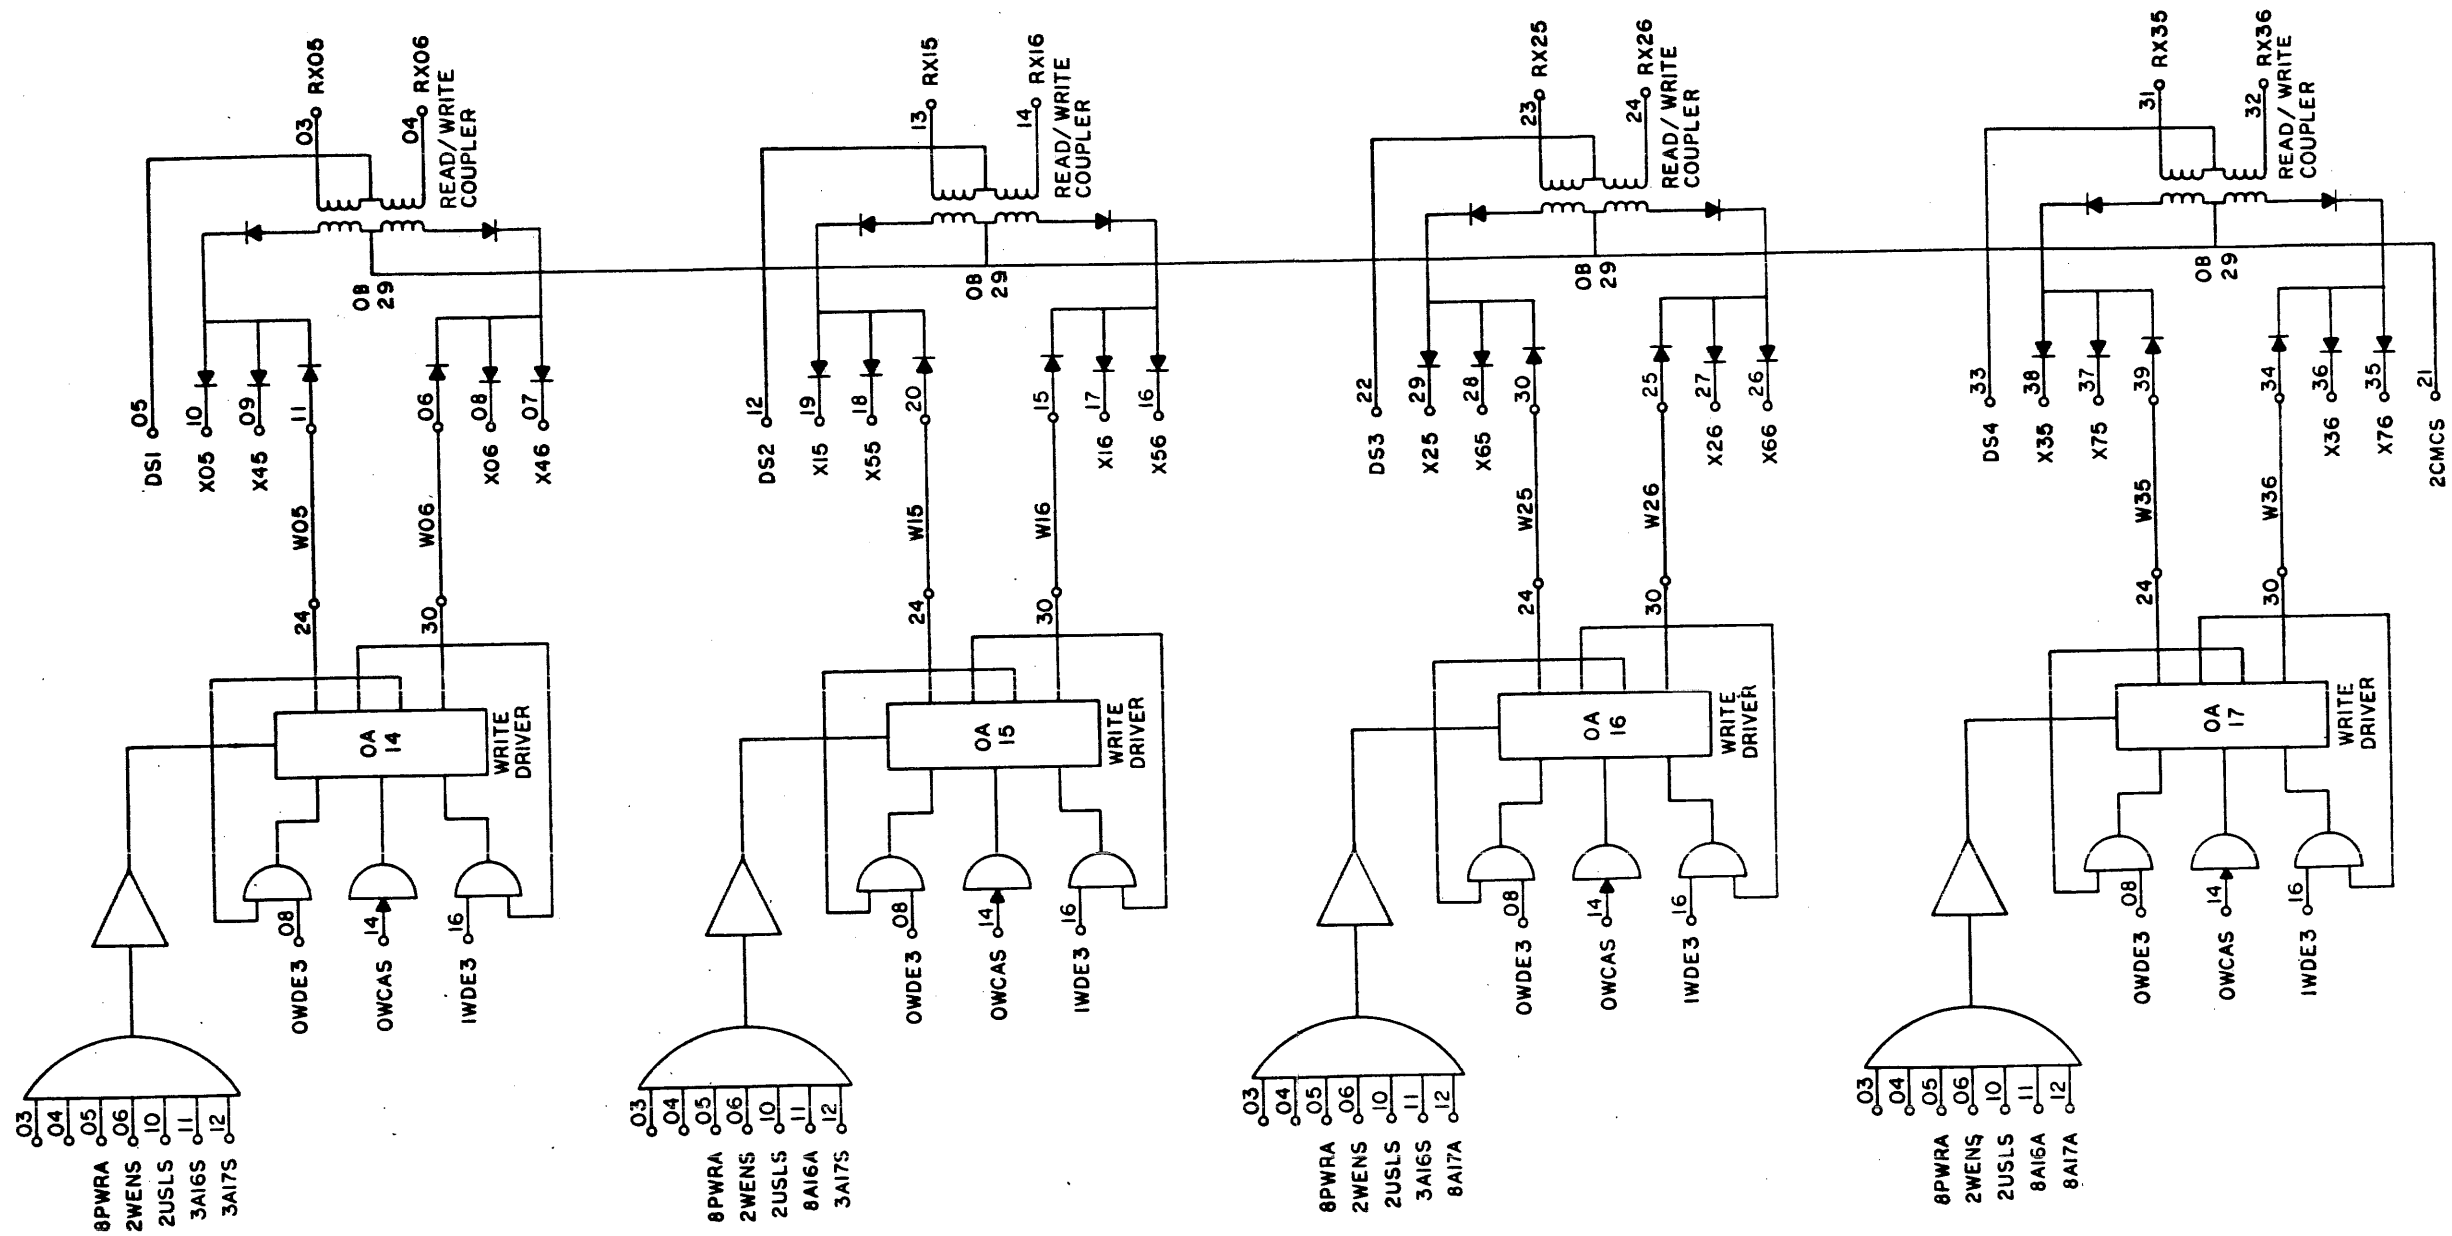 03 RX05
04 RX06
READ/WRITE
COUPLER
05
DS1
10
X05
09
X45
11
W05
24
06
W06
30
08
X06
07
X46
OB
29
OA
14
WRITE
DRIVER
08
OWDE3
14
OWCAS
16
1WDE3
03
04
05
8PWRA
06
2WENS
10
2USLS
11
3A16S
12
3A17S
13 RX15
14 RX16
READ/WRITE
COUPLER
12
DS2
19
X15
18
X55
20
W15
24
15
W16
30
17
X16
16
X56
OB
29
OA
15
WRITE
DRIVER
08
OWDE3
14
OWCAS
16
1WDE3
03
04
05
8PWRA
06
2WENS
10
2USLS
11
8A16A
12
3A17S
23 RX25
24 RX26
READ/WRITE
COUPLER
22
DS3
29
X25
28
X65
30
W25
24
25
W26
30
27
X26
26
X66
OB
29
OA
16
WRITE
DRIVER
08
OWDE3
14
OWCAS
16
1WDE3
03
04
05
8PWRA
06
2WENS
10
2USLS
11
3A16S
12
8A17A
31 RX35
32 RX36
READ/WRITE
COUPLER
33
DS4
38
X35
37
X75
39
W35
24
34
W36
30
36
X36
35
X76
21
2CMCS
OB
29
OA
17
WRITE
DRIVER
08
OWDE3
14
OWCAS
16
1WDE3
03
04
05
8PWRA
06
2WENS
10
2USLS
11
8A16A
12
8A17A